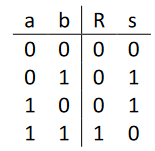 a b R s
0 0 0 0
0 1 0 1
1 0 0 1
1 1 1 0